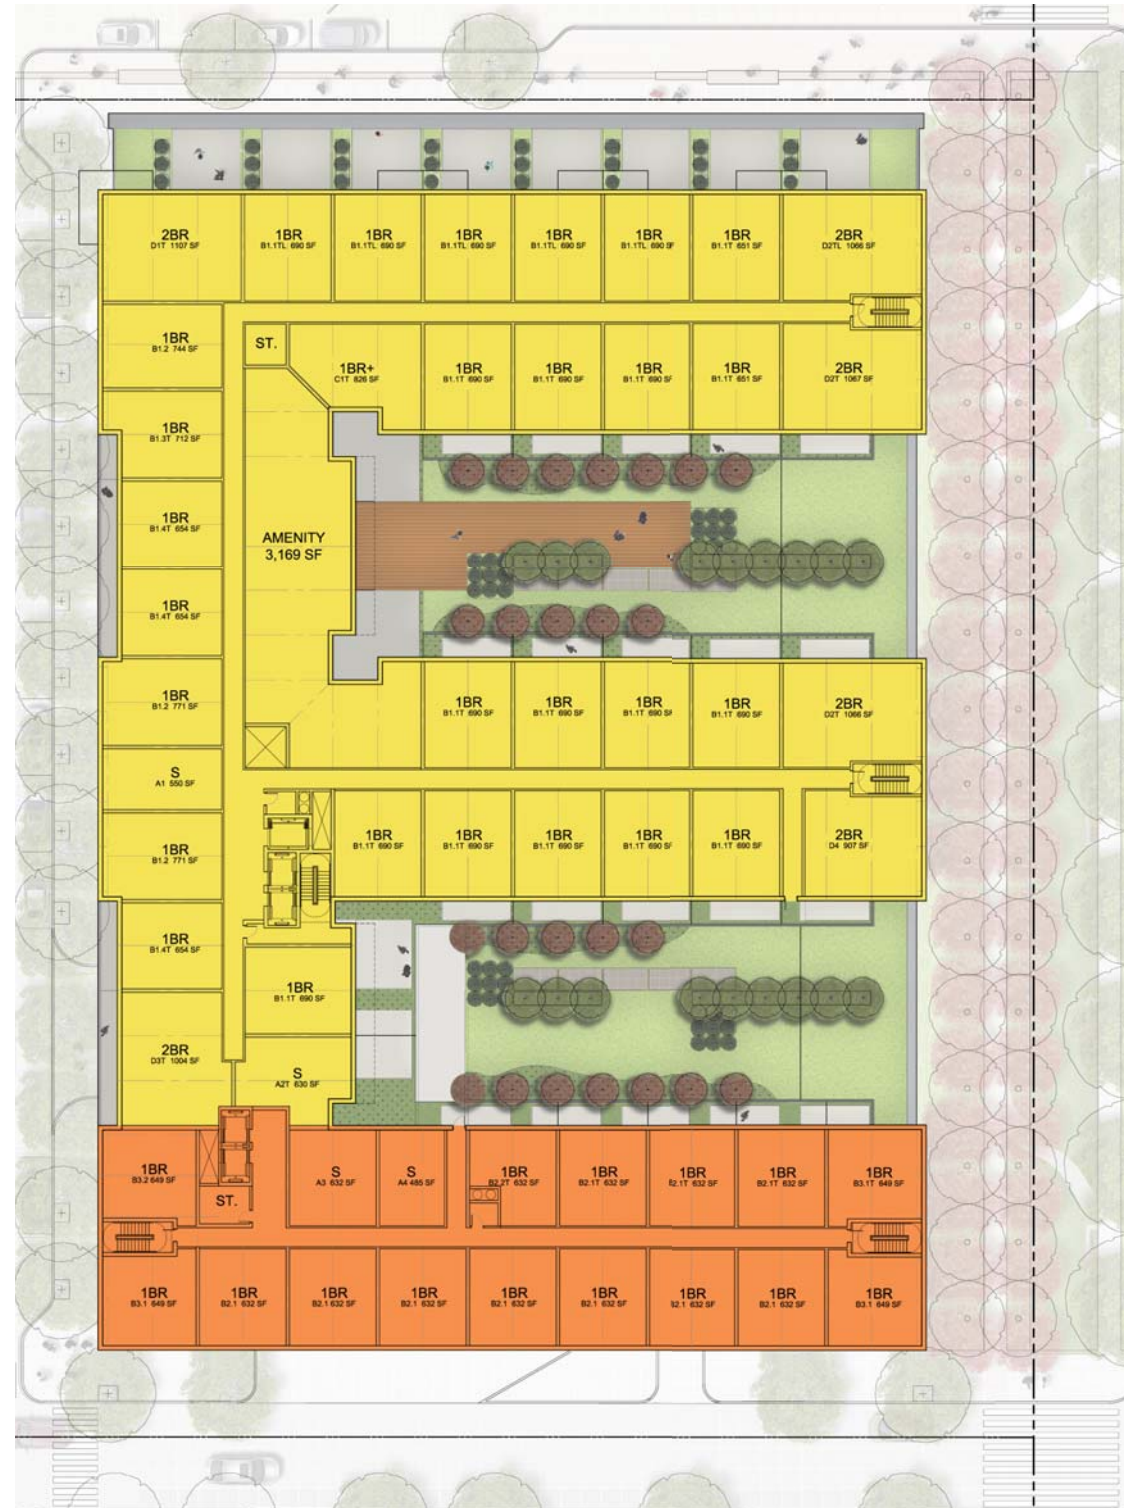 2BR
D1T 1107 SF
1BR
B1.1TL 690 SF
1BR
B1.1TL 690 SF
1BR
B1.1TL 690 SF
1BR
B1.1TL 690 SF
1BR
B1.1TL 690 SF
1BR
B1.1T 651 SF
2BR
D2TL 1066 SF
1BR
B1.2 744 SF
ST.
1BR+
C1T 826 SF
1BR
B1.1T 690 SF
1BR
B1.1T 690 SF
1BR
B1.1T 690 SF
1BR
B1.1T 651 SF
2BR
D2T 1067 SF
1BR
B1.3T 712 SF
1BR
B1.4T 654 SF
AMENITY
3,169 SF
1BR
B1.4T 654 SF
1BR
B1.2 771 SF
1BR
B1.1T 690 SF
1BR
B1.1T 690 SF
1BR
B1.1T 690 SF
1BR
B1.1T 690 SF
2BR
D2T 1066 SF
S
A1 550 SF
1BR
B1.2 771 SF
1BR
B1.1T 690 SF
1BR
B1.1T 690 SF
1BR
B1.1T 690 SF
1BR
B1.1T 690 SF
1BR
B1.1T 690 SF
2BR
D4 907 SF
1BR
B1.4T 654 SF
1BR
B1.1T 690 SF
2BR
D3T 1004 SF
S
A2T 630 SF
1BR
B3.2 649 SF
ST.
S
A3 632 SF
S
A4 485 SF
1BR
B2.2T 632 SF
1BR
B2.1T 632 SF
1BR
B2.1T 632 SF
1BR
B2.1T 632 SF
1BR
B3.1T 649 SF
1BR
B3.1 649 SF
1BR
B2.1 632 SF
1BR
B2.1 632 SF
1BR
B2.1 632 SF
1BR
B2.1 632 SF
1BR
B2.1 632 SF
1BR
B2.1 632 SF
1BR
B2.1 632 SF
1BR
B3.1 649 SF